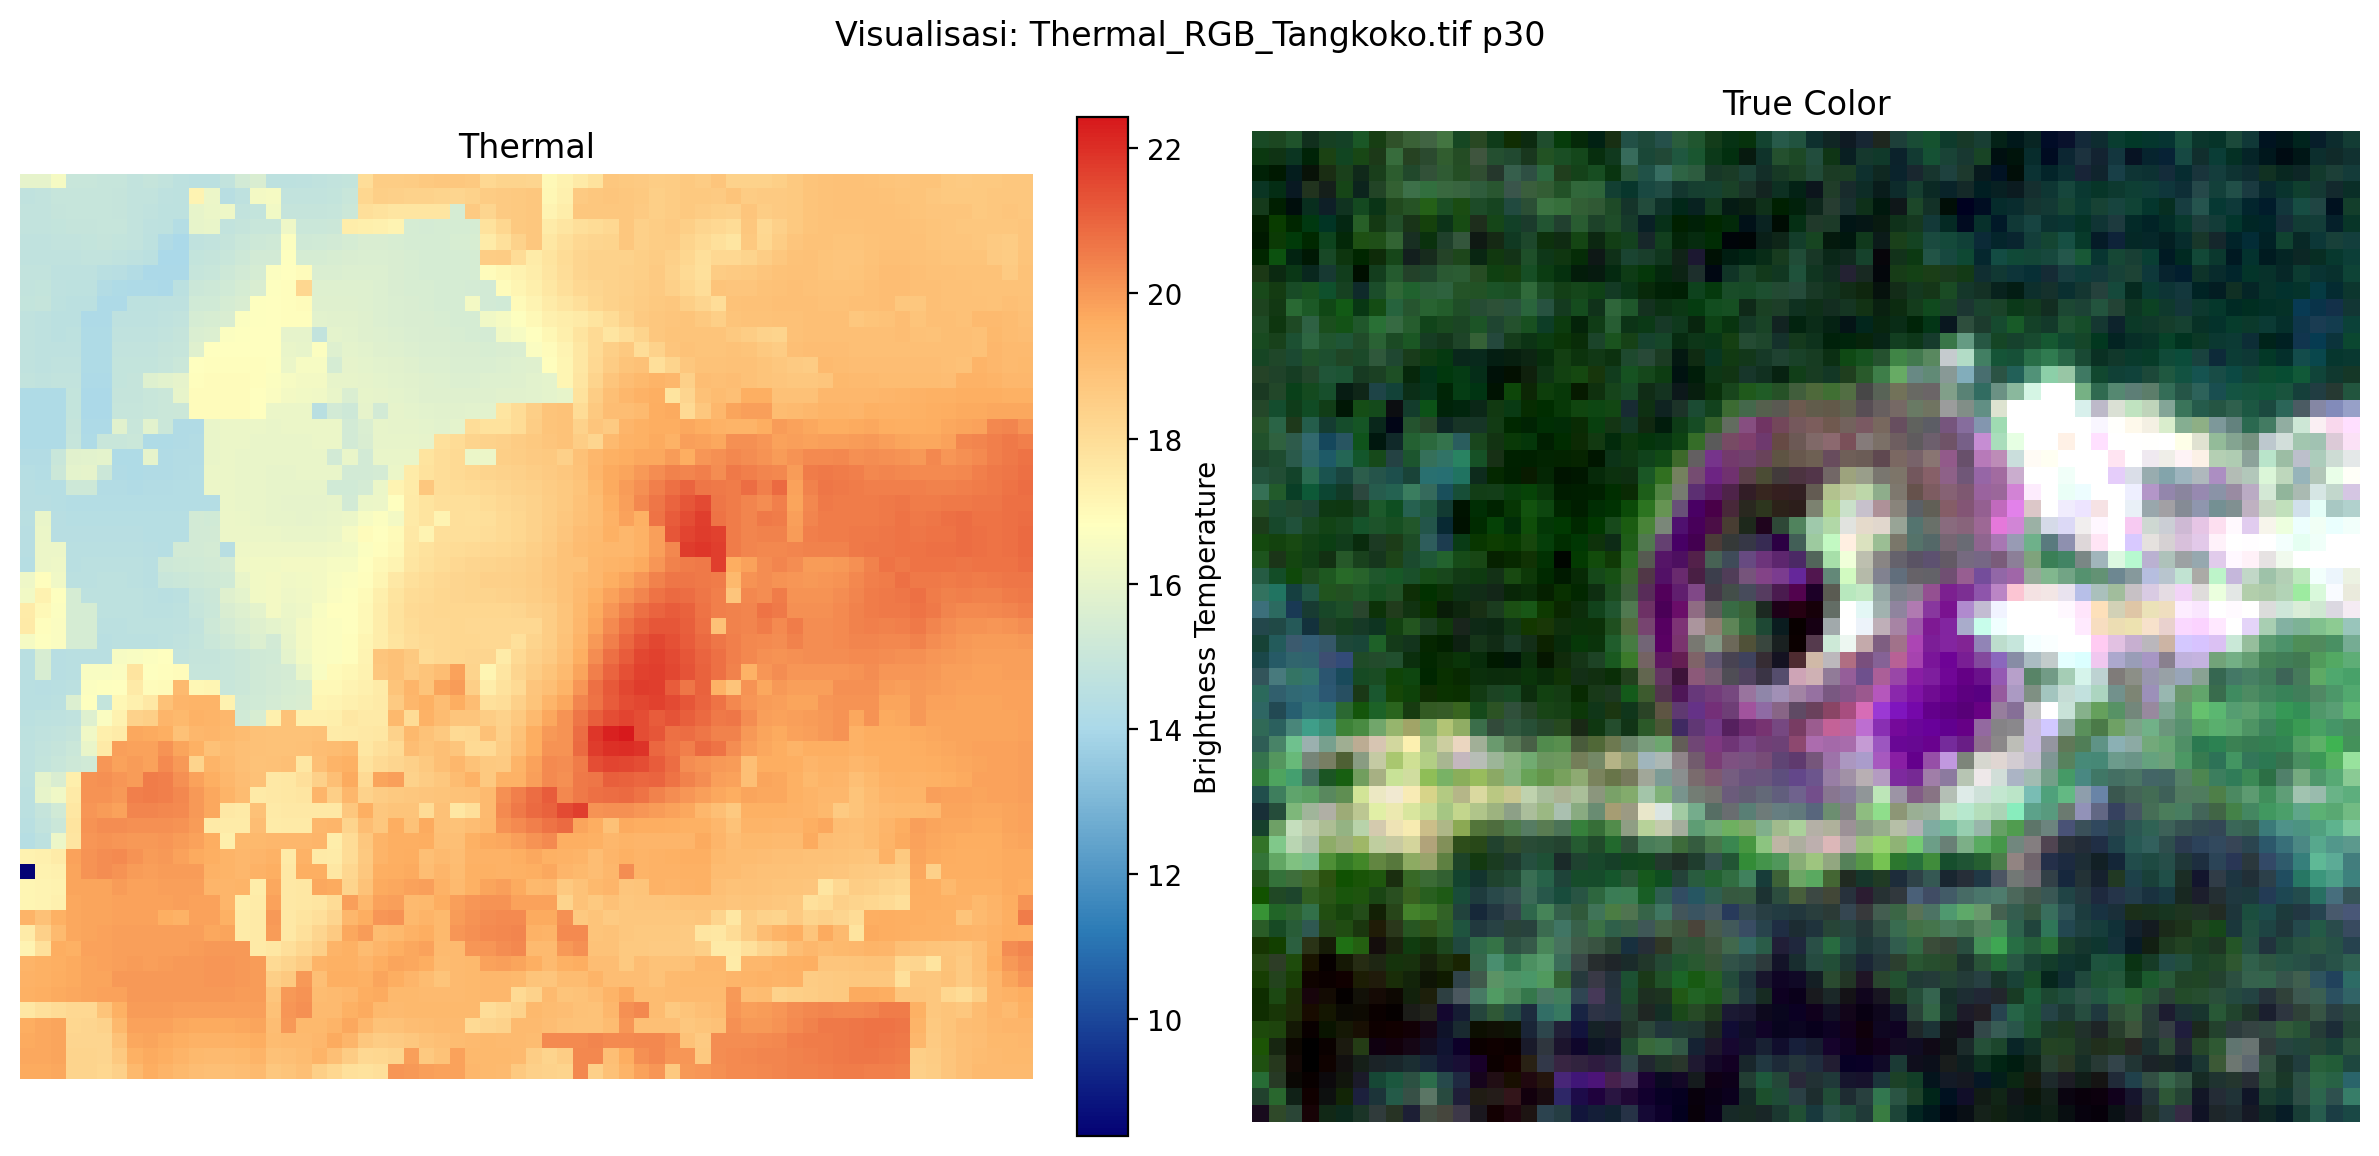 Visualisasi: Thermal_RGB_Tangkoko.tif p30
Thermal
True Color
22
20
18
16
14
12
10
Brightness Temperature